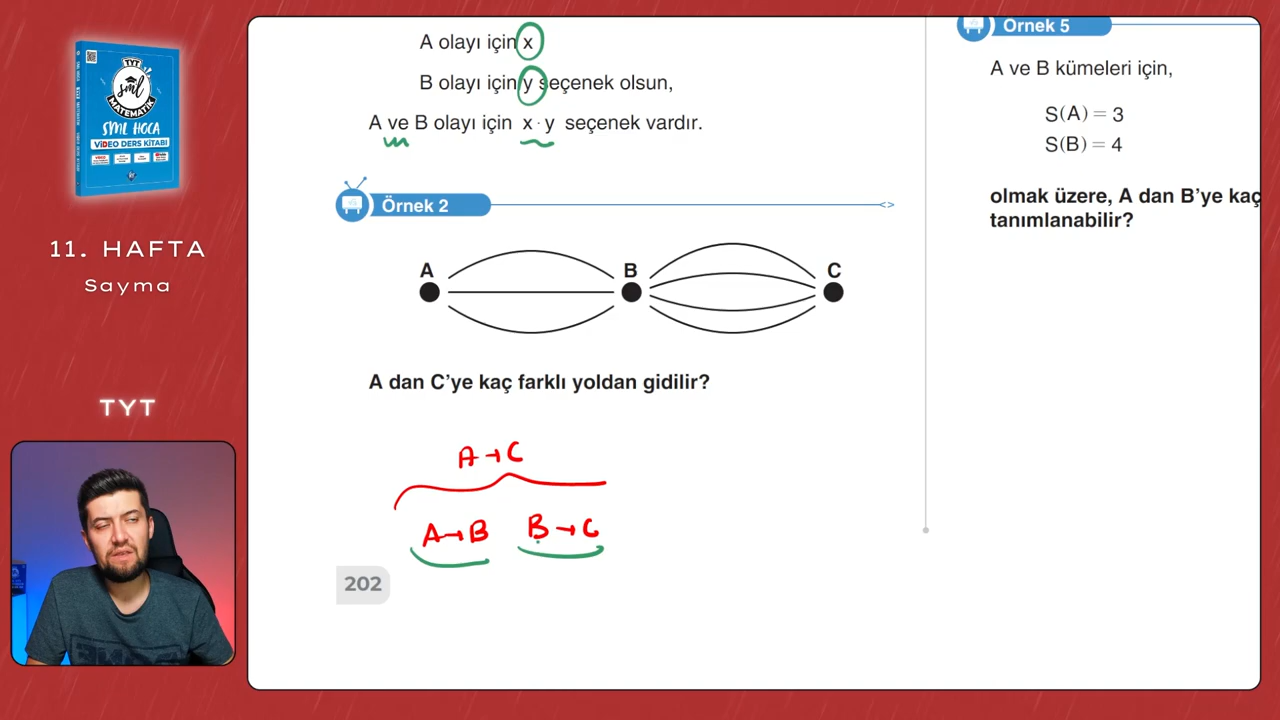 TYT
sml
MATEMATİK
SML HOCA
VİDEO DERS KİTABI
11. HAFTA
Sayma
TYT
A olayı için x
B olayı için y seçenek olsun,
A ve B olayı için x · y seçenek vardır.
Örnek 2
A B C
A dan C’ye kaç farklı yoldan gidilir?
A→C
A→B B→C
202
Örnek 5
A ve B kümeleri için,
S(A) = 3
S(B) = 4
olmak üzere, A dan B’ye kaç
tanımlanabilir?